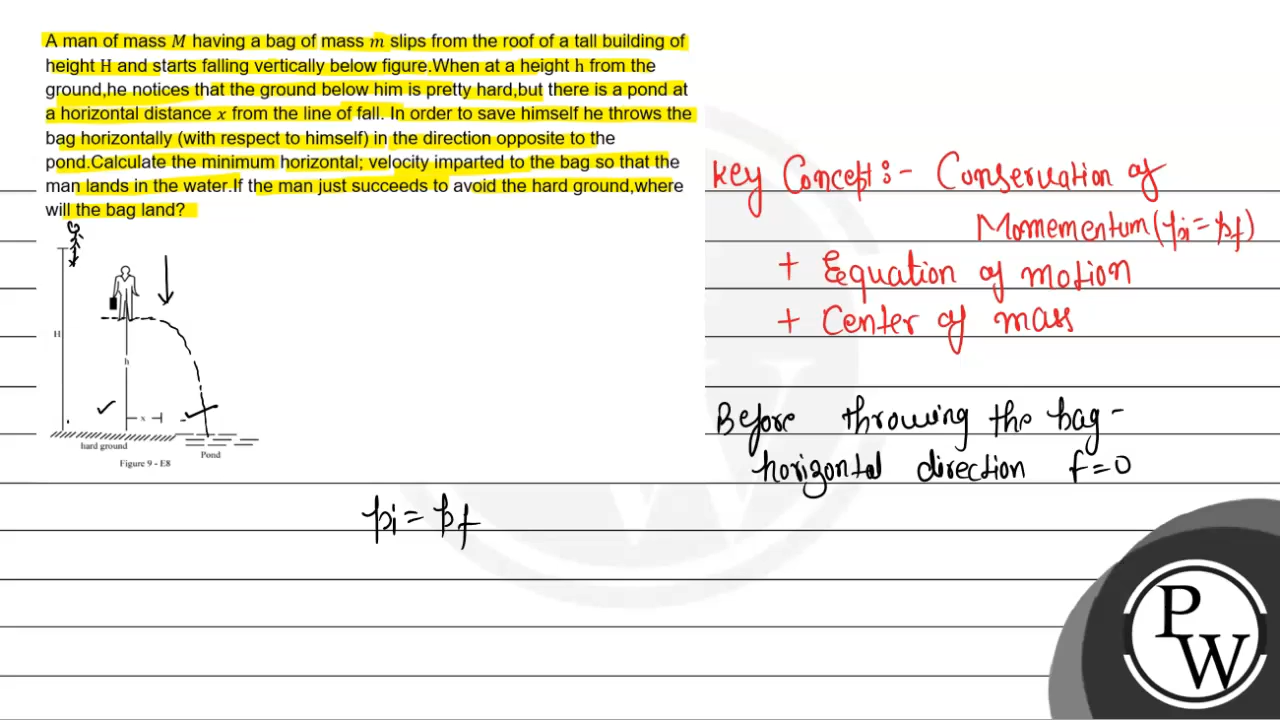 A man of mass M having a bag of mass m slips from the roof of a tall building of
height H and starts falling vertically below figure.When at a height h from the
ground,he notices that the ground below him is pretty hard,but there is a pond at
a horizontal distance x from the line of fall. In order to save himself he throws the
bag horizontally (with respect to himself) in the direction opposite to the
pond.Calculate the minimum horizontal; velocity imparted to the bag so that the
man lands in the water.If the man just succeeds to avoid the hard ground,where
will the bag land?
H
h
x
hard ground
Pond
Figure 9 - E8
Key Concept :- Conservation of
Momementum (pi = pf)
+ Equation of motion
+ Center of mass
Before throwing the bag -
horizontal direction f = 0
pi = pf
P
W